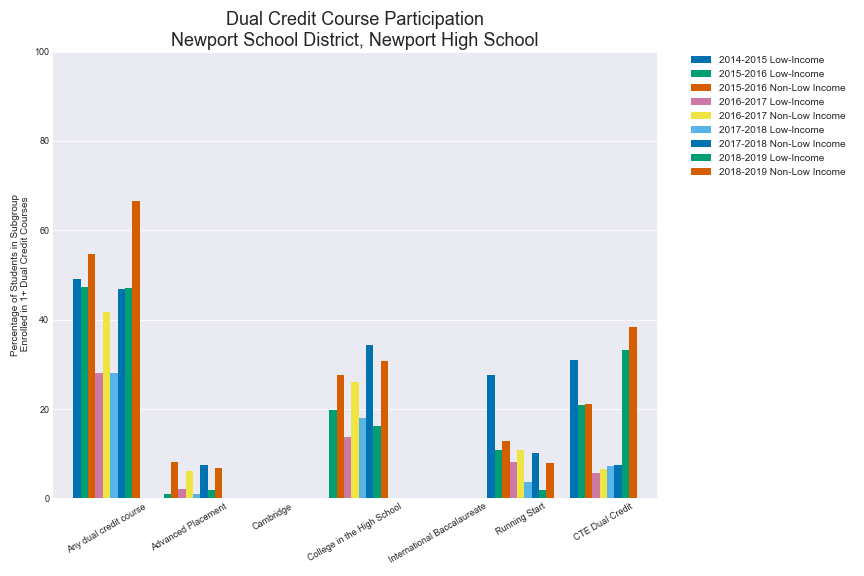 Dual Credit Course Participation
Newport School District, Newport High School
Percentage of Students in Subgroup
Enrolled in 1+ Dual Credit Courses
100
80
60
40
20
0
Any dual credit course
Advanced Placement
Cambridge
College in the High School
International Baccalaureate
Running Start
CTE Dual Credit
2014-2015 Low-Income
2015-2016 Low-Income
2015-2016 Non-Low Income
2016-2017 Low-Income
2016-2017 Non-Low Income
2017-2018 Low-Income
2017-2018 Non-Low Income
2018-2019 Low-Income
2018-2019 Non-Low Income